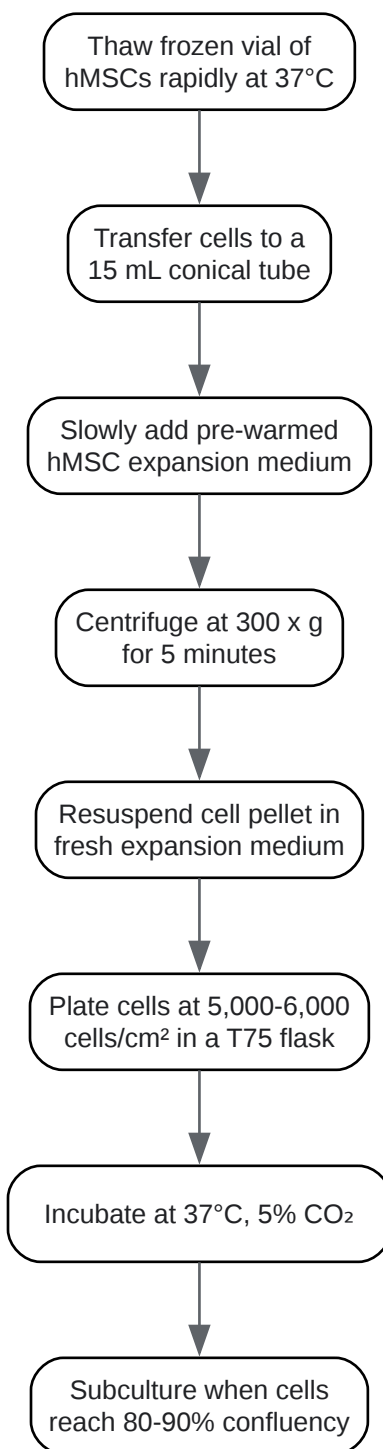 Thaw frozen vial of
hMSCs rapidly at 37°C
Transfer cells to a
15 mL conical tube
Slowly add pre-warmed
hMSC expansion medium
Centrifuge at 300 x g
for 5 minutes
Resuspend cell pellet in
fresh expansion medium
Plate cells at 5,000-6,000
cells/cm² in a T75 flask
Incubate at 37°C, 5% CO₂
Subculture when cells
reach 80-90% confluency